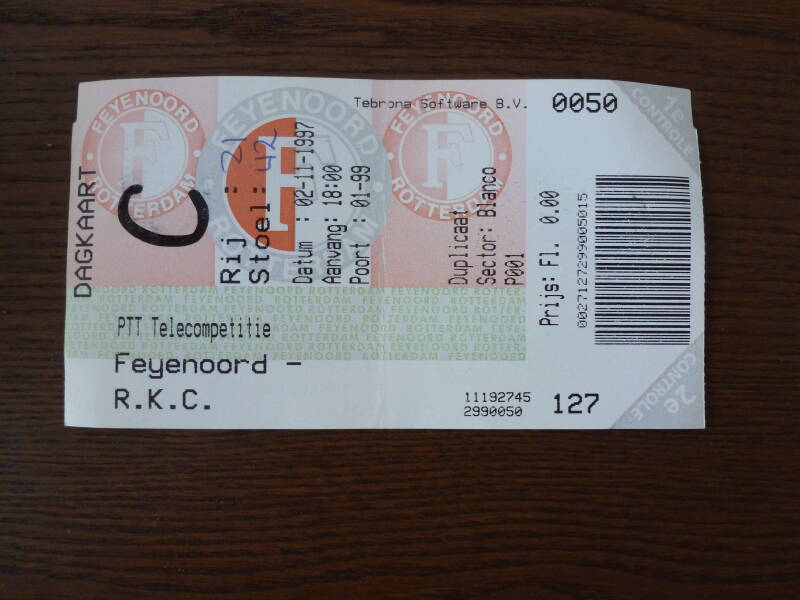 Tebrona Software B.V.
0050
1e CONTROLE
DAGKAART
FEYENOORD
F
ROTTERDAM
C
FEYENOORD
F
ROTTERDAM
FEYENOORD
F
ROTTERDAM
Rij : 21
Stoel: 42
Datum : 02-11-1997
Aanvang: 18:00
Poort : 01-99
Duplicaat
Sector: Blanco
P001
Prijs: Fl. 0.00
0027127299005015
PTT Telecompetitie
Feyenoord -
R.K.C.
11192745
2990050
127
2e CONTROLE